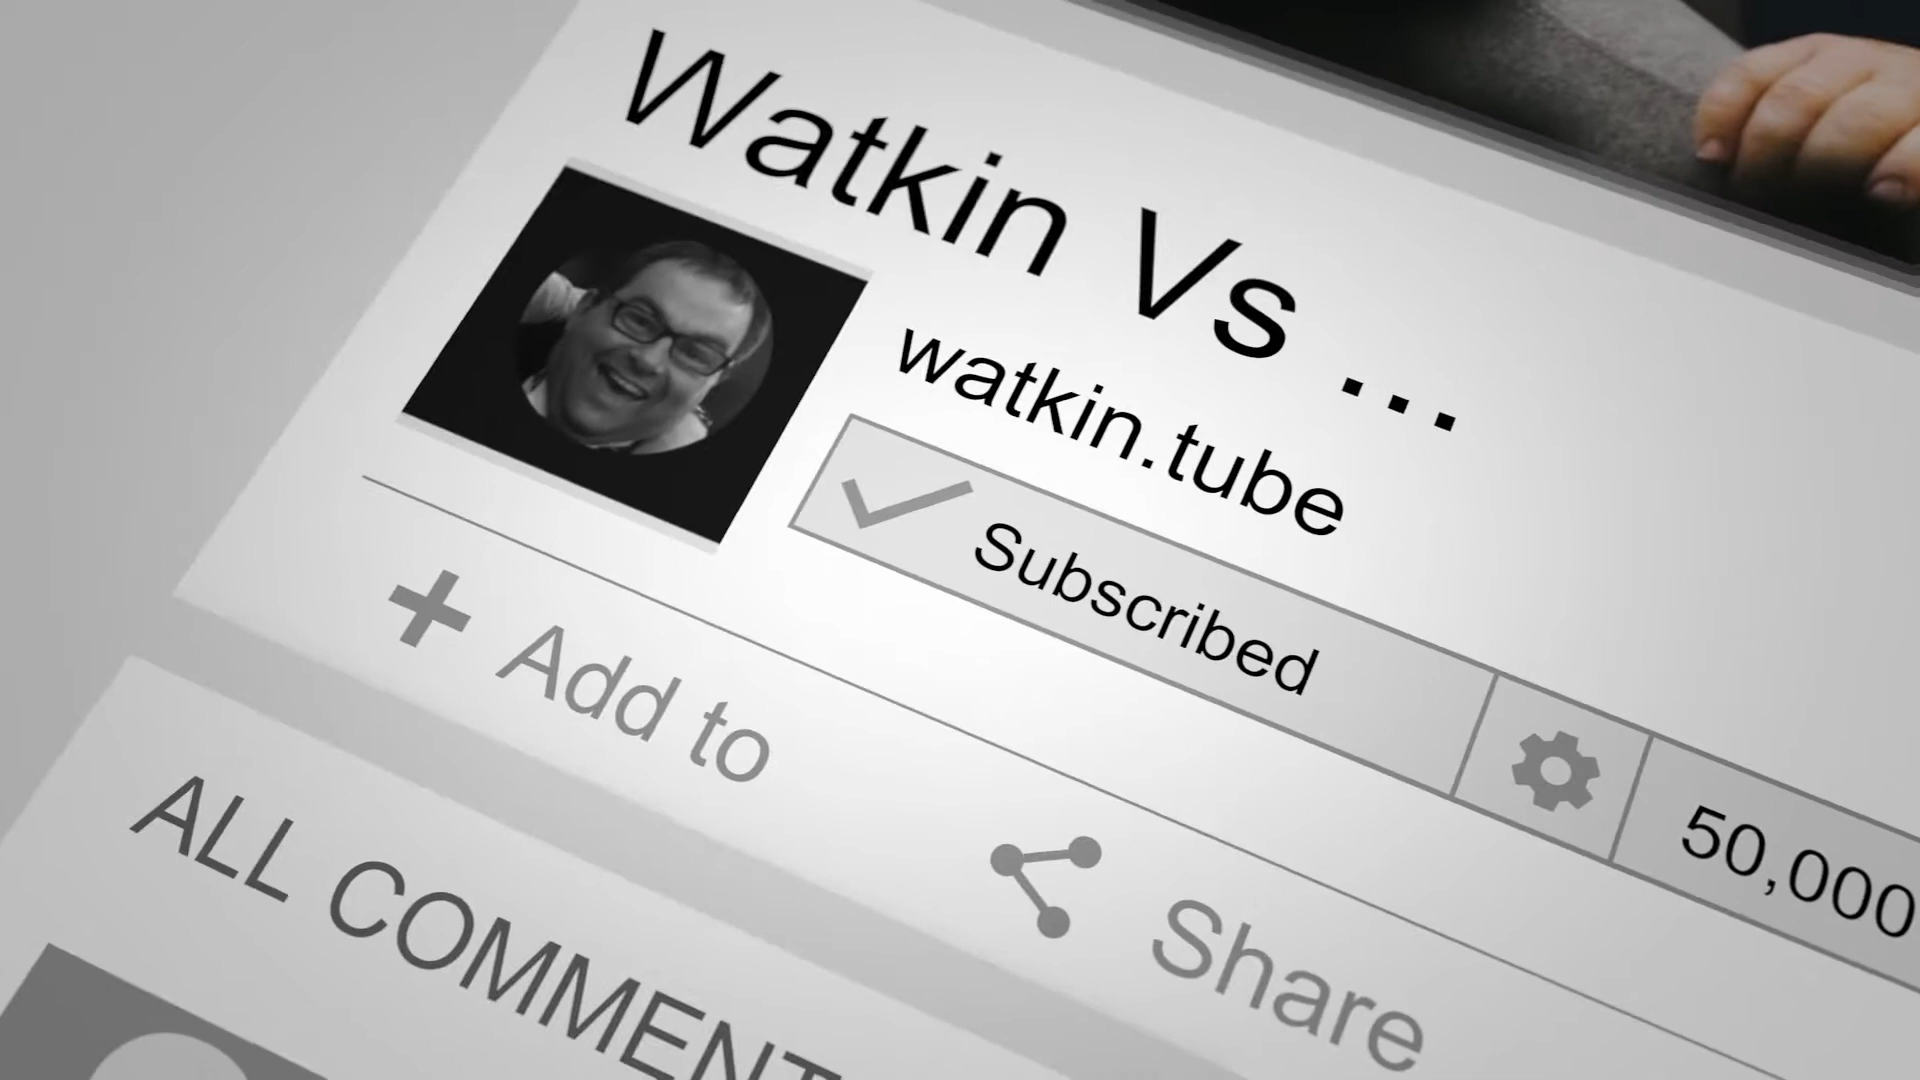 Watkin Vs ...
watkin.tube
Subscribed
50,000
Add to
Share
ALL COMMENT